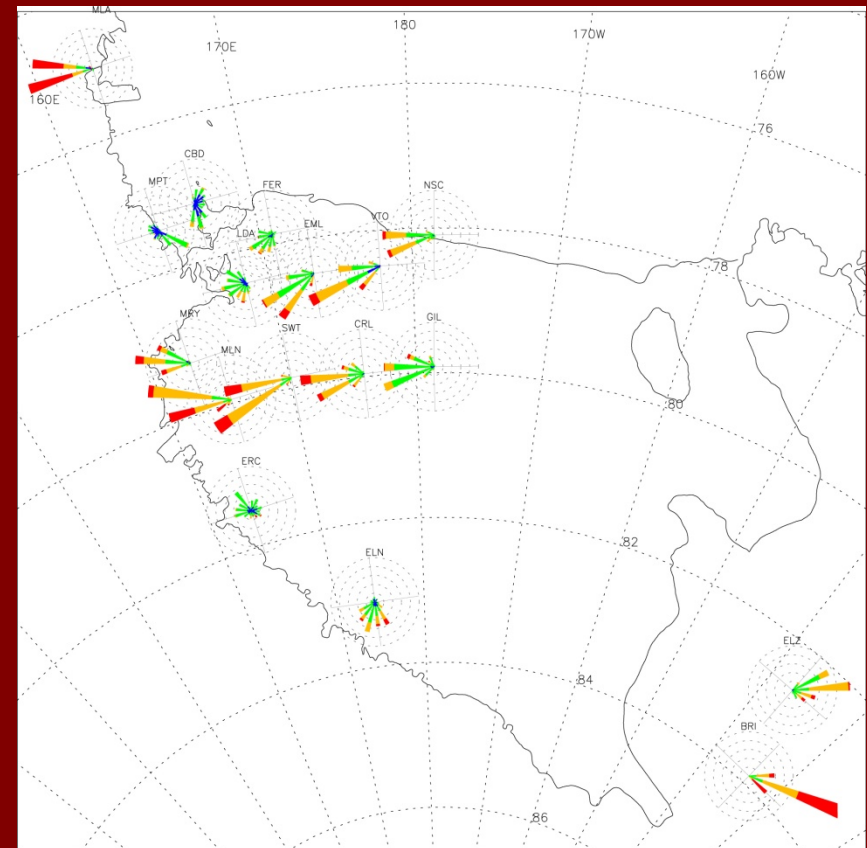 MLA
180
170E
170W
160W
160E
.76
CBD
MPT
FER
NSC
VTO
LDA
EML
.78
MRY
MLN
SWT
CRL
GIL
.80
ERC
.82
ELN
ELZ
.84
BRI
.86